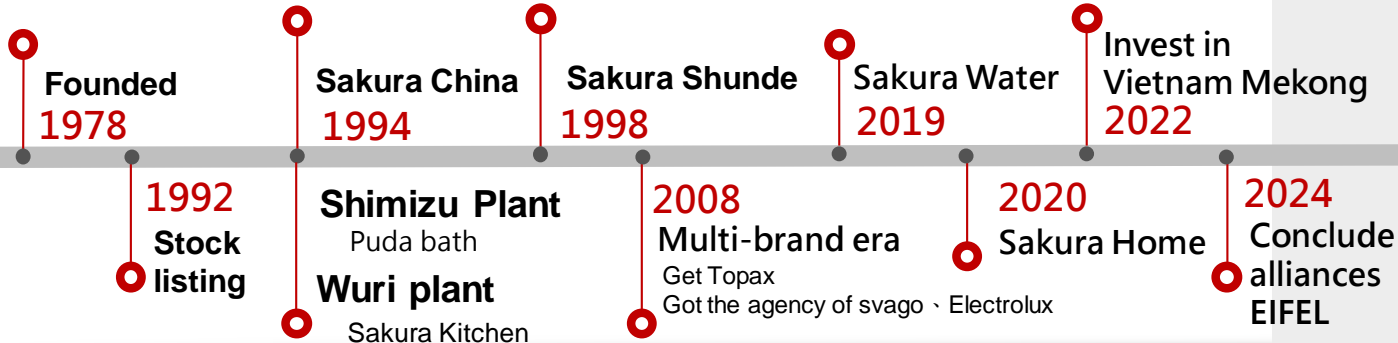 Founded
1978
1992
Stock
listing
Sakura China
1994
Shimizu Plant
Puda bath
Wuri plant
Sakura Kitchen
Sakura Shunde
1998
2008
Multi-brand era
Get Topax
Got the agency of svago、Electrolux
Sakura Water
2019
2020
Sakura Home
Invest in
Vietnam Mekong
2022
2024
Conclude
alliances
EIFEL